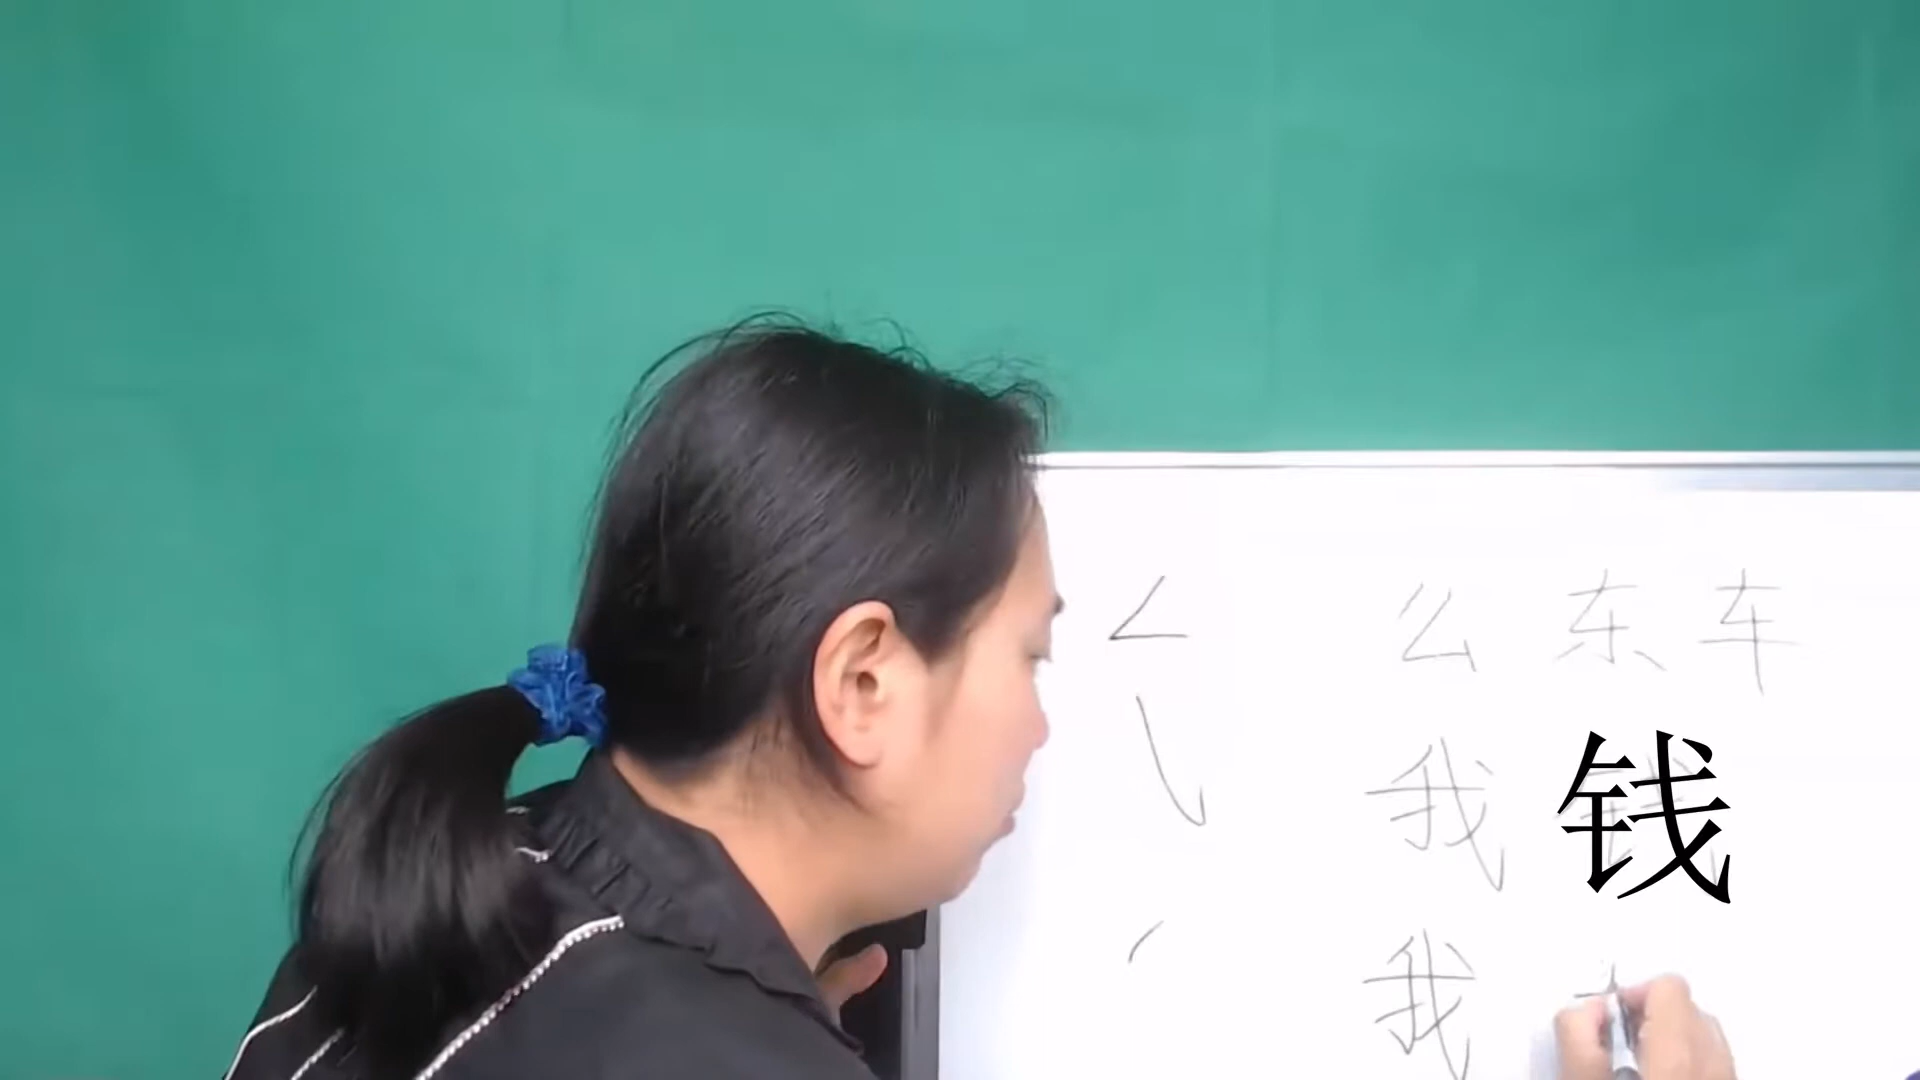 ㄥ 么 东 车
㇂ 我 钱
㇒ 我